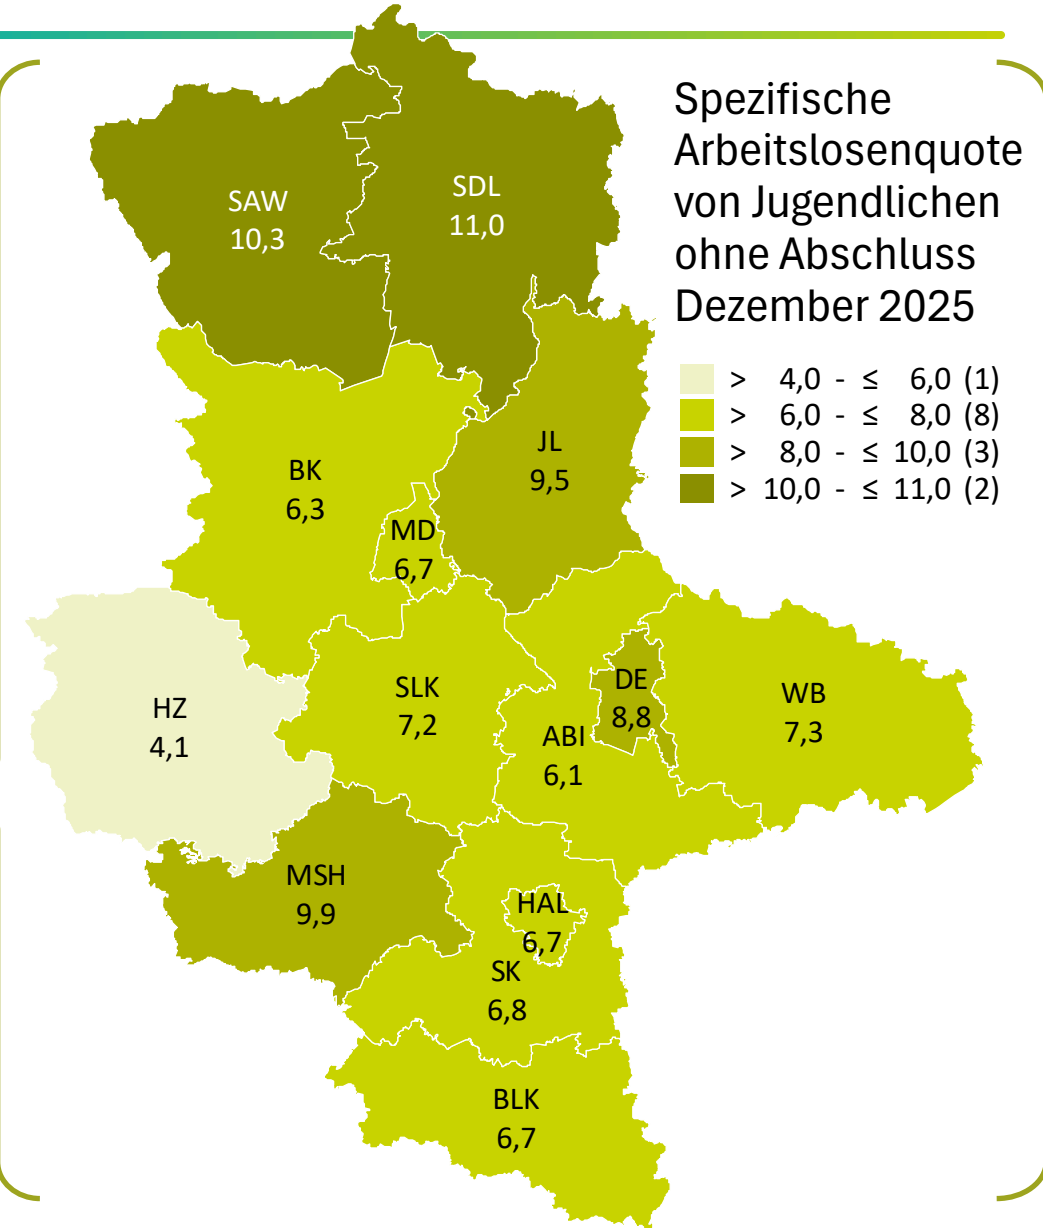 Spezifische
Arbeitslosenquote
von Jugendlichen
ohne Abschluss
Dezember 2025
> 4,0 - ≤ 6,0 (1)
> 6,0 - ≤ 8,0 (8)
> 8,0 - ≤ 10,0 (3)
> 10,0 - ≤ 11,0 (2)
SAW
10,3
SDL
11,0
JL
9,5
BK
6,3
MD
6,7
HZ
4,1
SLK
7,2
DE
8,8
WB
7,3
ABI
6,1
MSH
9,9
HAL
6,7
SK
6,8
BLK
6,7